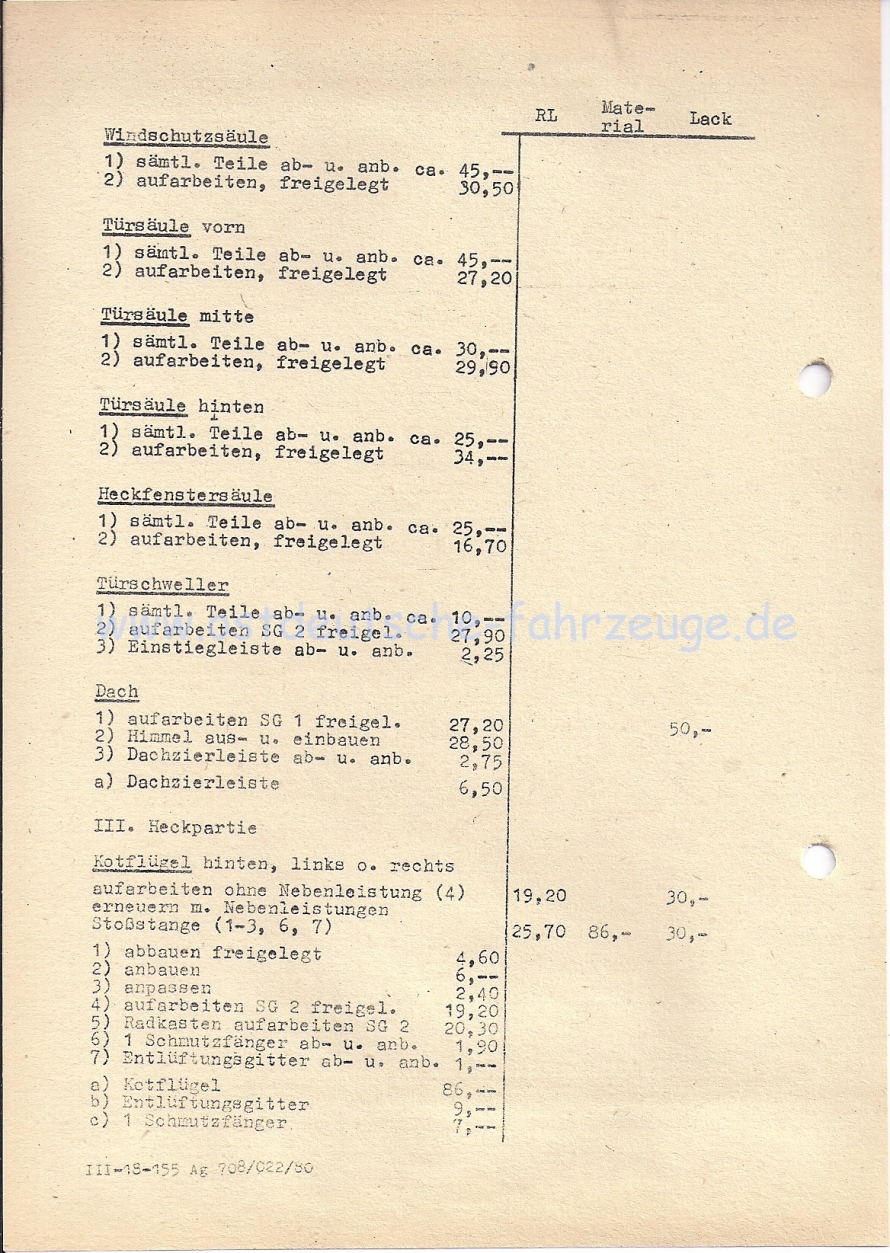 RL Mate- Lack
rial
Windschutzsäule
1) sämtl. Teile ab- u. anb. ca. 45,--
2) aufarbeiten, freigelegt 30,50
Türsäule vorn
1) sämtl. Teile ab- u. anb. ca. 45,--
2) aufarbeiten, freigelegt 27,20
Türsäule mitte
1) sämtl. Teile ab- u. anb. ca. 30,--
2) aufarbeiten, freigelegt 29,90
Türsäule hinten
1) sämtl. Teile ab- u. anb. ca. 25,--
2) aufarbeiten, freigelegt 34,--
Heckfenstersäule
1) sämtl. Teile ab- u. anb. ca. 25,--
2) aufarbeiten, freigelegt 16,70
Türschweller
1) sämtl. Teile ab- u. anb. ca. 10,--
www.ostdeutsche-fahrzeuge.de
2) aufarbeiten SG 2 freigel. 27,90
3) Einstiegleiste ab- u. anb. 2,25
Dach
1) aufarbeiten SG 1 freigel. 27,20 50,-
2) Himmel aus- u. einbauen 28,50
3) Dachzierleiste ab- u. anb. 2,75
a) Dachzierleiste 6,50
III. Heckpartie
Kotflügel hinten, links o. rechts
aufarbeiten ohne Nebenleistung (4) 19,20 30,-
erneuern m. Nebenleistungen
Stoßstange (1-3, 6, 7) 25,70 86,- 30,-
1) abbauen freigelegt 4,60
2) anbauen 6,--
3) anpassen 2,40
4) aufarbeiten SG 2 freigel. 19,20
5) Radkasten aufarbeiten SG 2 20,30
6) 1 Schmutzfänger ab- u. anb. 1,90
7) Entlüftungsgitter ab- u. anb. 1,--
a) Kotflügel 86,--
b) Entlüftungsgitter 9,--
c) 1 Schmutzfänger 7,--
III-18-155 Ag 708/022/80